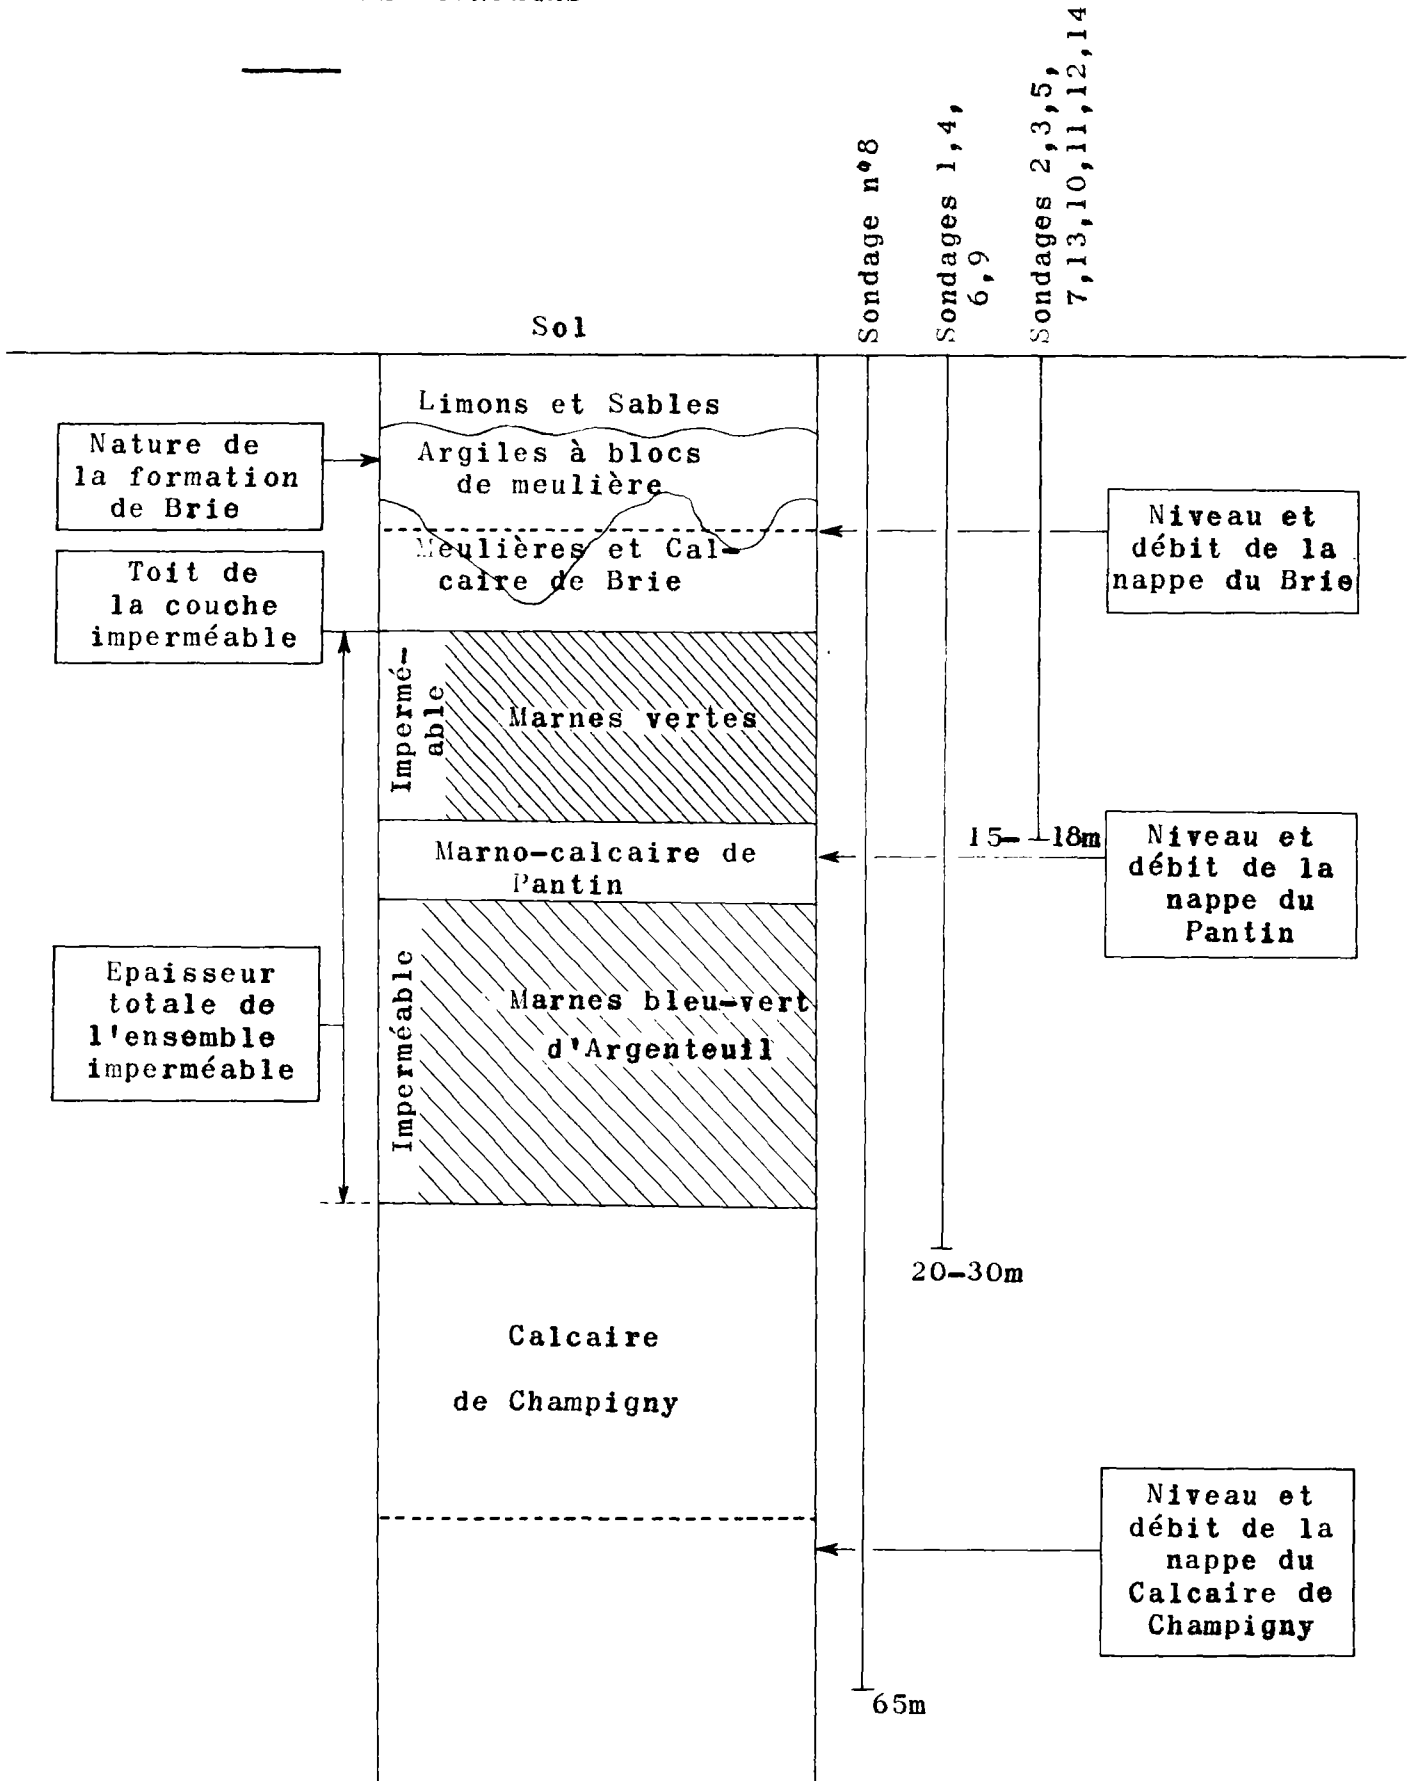 Sondage n°8
Sondages 1,4,
6,9
Sondages 2,3,5,
7,13,10,11,12,14
Sol
Limons et Sables
Argiles à blocs
de meulière
Meulières et Cal-
caire de Brie
Nature de
la formation
de Brie
Toit de
la couche
imperméable
Niveau et
débit de la
nappe du Brie
Impermé-
able
Marnes vertes
15-18m
Marno-calcaire de
Pantin
Niveau et
débit de la
nappe du
Pantin
Epaisseur
totale de
l'ensemble
imperméable
Imperméable
Marnes bleu-vert
d'Argenteuil
20-30m
Calcaire
de Champigny
Niveau et
débit de la
nappe du
Calcaire de
Champigny
65m